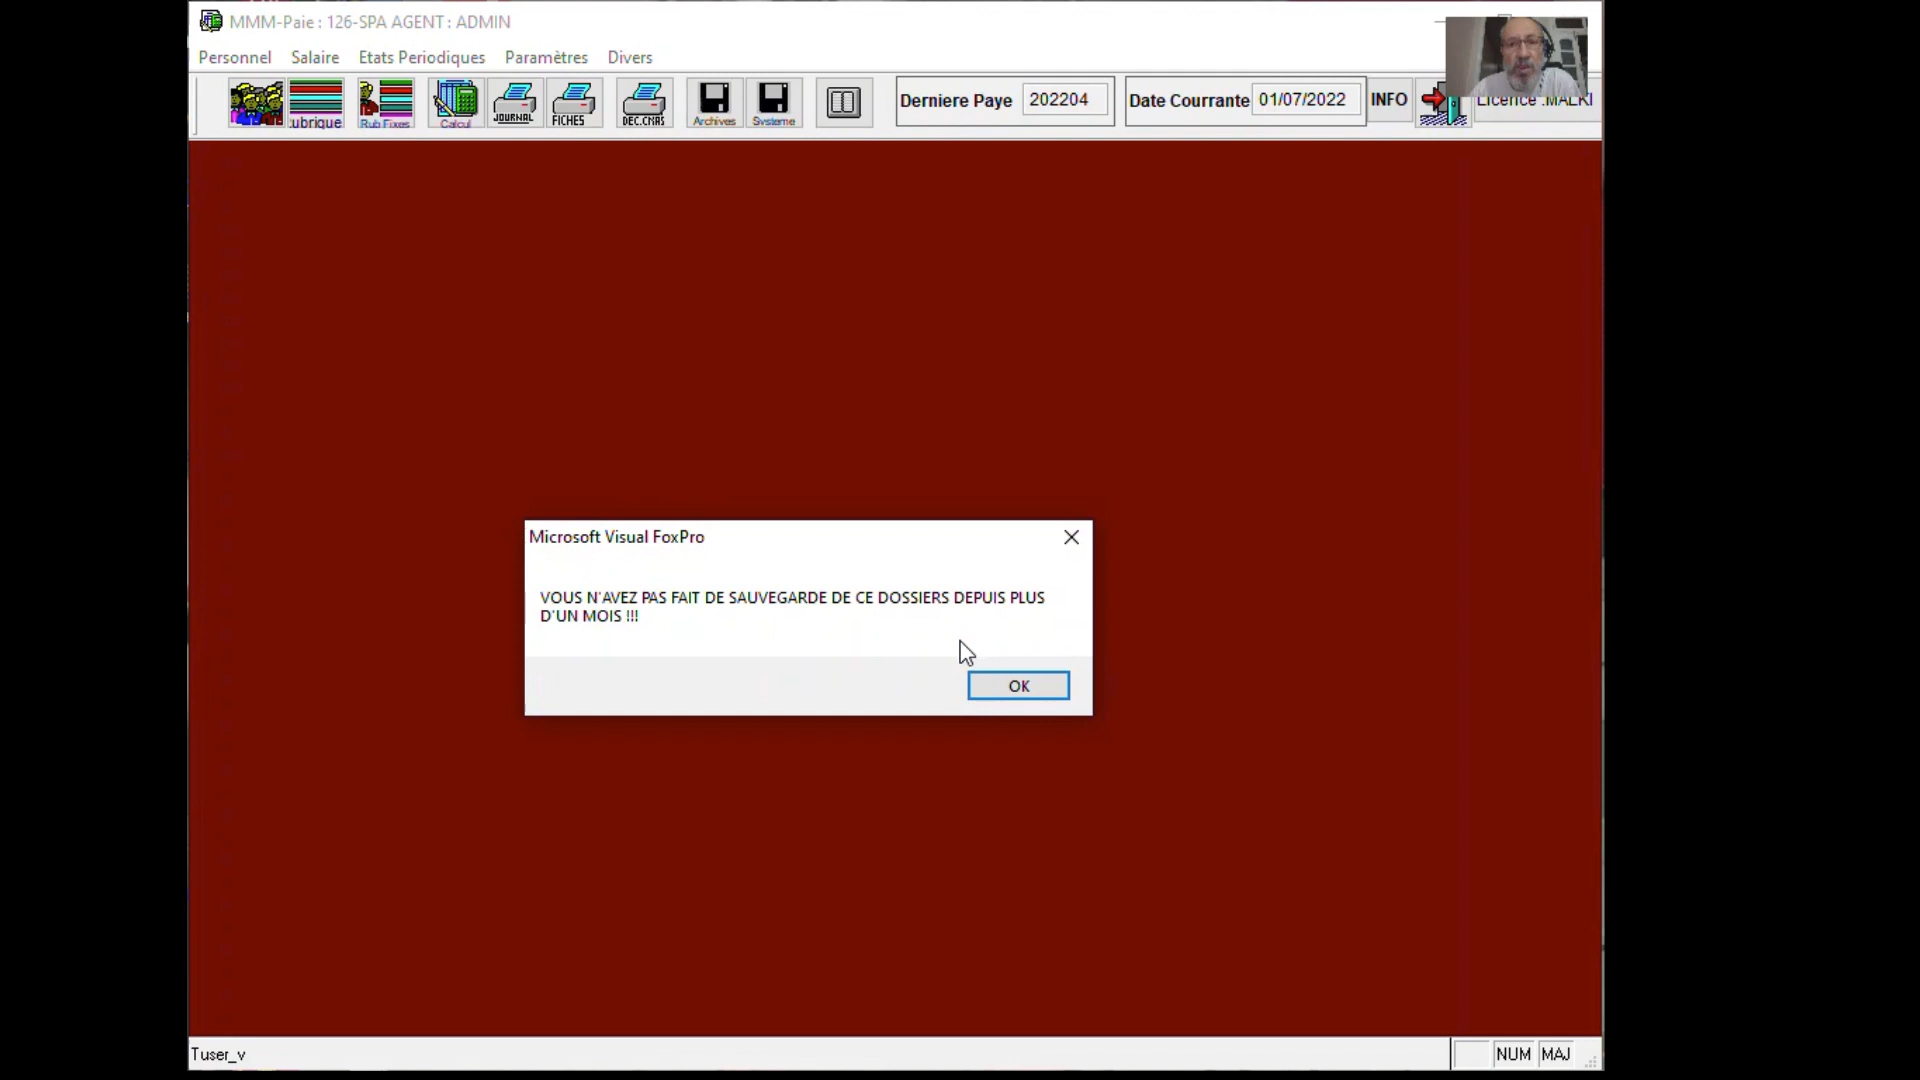 MMM-Paie : 126-SPA AGENT : ADMIN
Personnel Salaire Etats Periodiques Paramètres Divers
ubrique Rub Fixes Calcul JOURNAL FICHES DEC.CNAS Archives Systeme Derniere Paye 202204 Date Courrante 01/07/2022 INFO Licence :MALKI
Microsoft Visual FoxPro
VOUS N'AVEZ PAS FAIT DE SAUVEGARDE DE CE DOSSIERS DEPUIS PLUS
D'UN MOIS !!!
OK
Tuser_v NUM MAJ